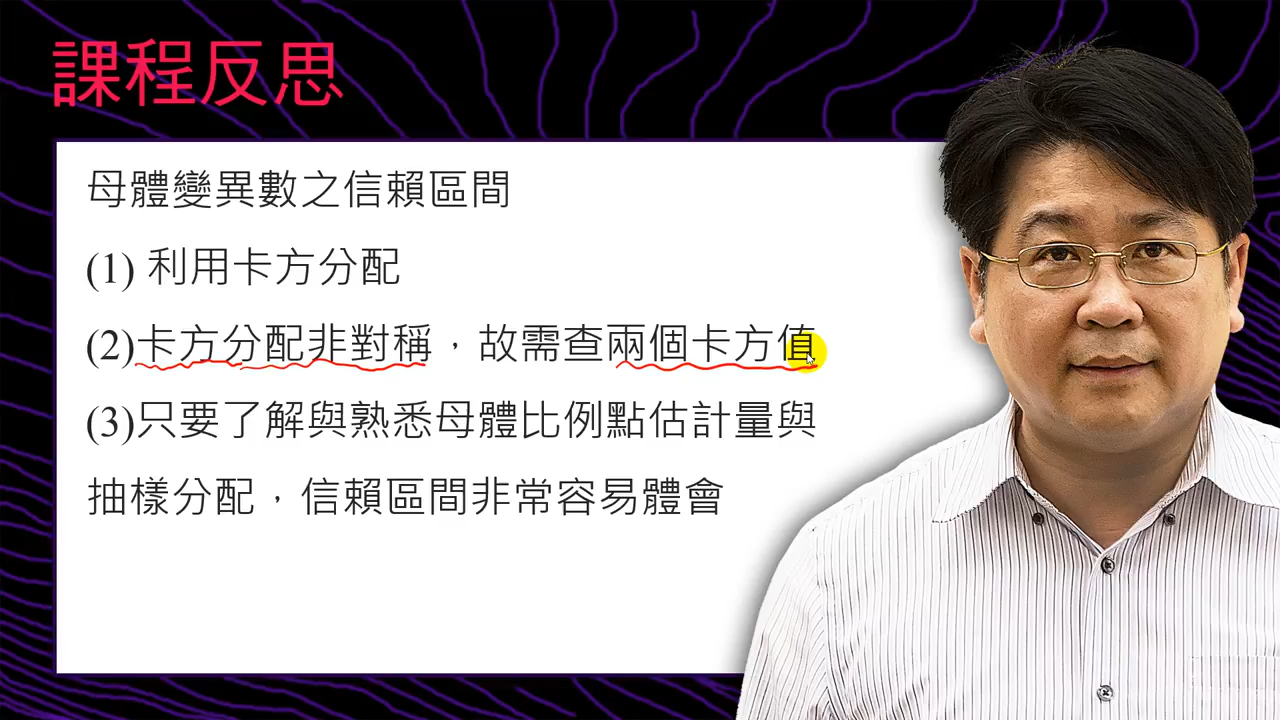 課程反思
母體變異數之信賴區間
(1) 利用卡方分配
(2)卡方分配非對稱，故需查兩個卡方值
(3)只要了解與熟悉母體比例點估計量與
抽樣分配，信賴區間非常容易體會